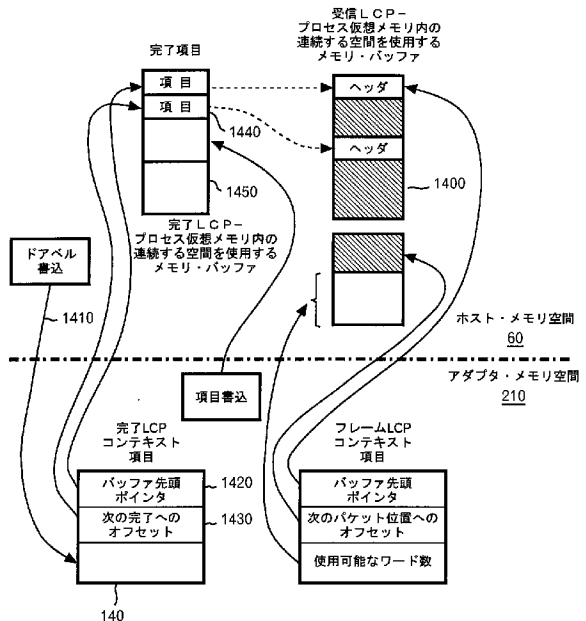 完了項目
受信LCP－
プロセス仮想メモリ内の
連続する空間を使用する
メモリ・バッファ
項 目
項 目
1440
1450
ヘッダ
ヘッダ
1400
完了LCP－
プロセス仮想メモリ内の
連続する空間を使用する
メモリ・バッファ
ドアベル
書込
1410
ホスト・メモリ空間
60
項目書込
アダプタ・メモリ空間
210
完了LCP
コンテキスト
項目
バッファ先頭
ポインタ
1420
次の完了への
オフセット
1430
140
フレームLCP
コンテキスト
項目
バッファ先頭
ポインタ
次のパケット位置への
オフセット
使用可能なワード数